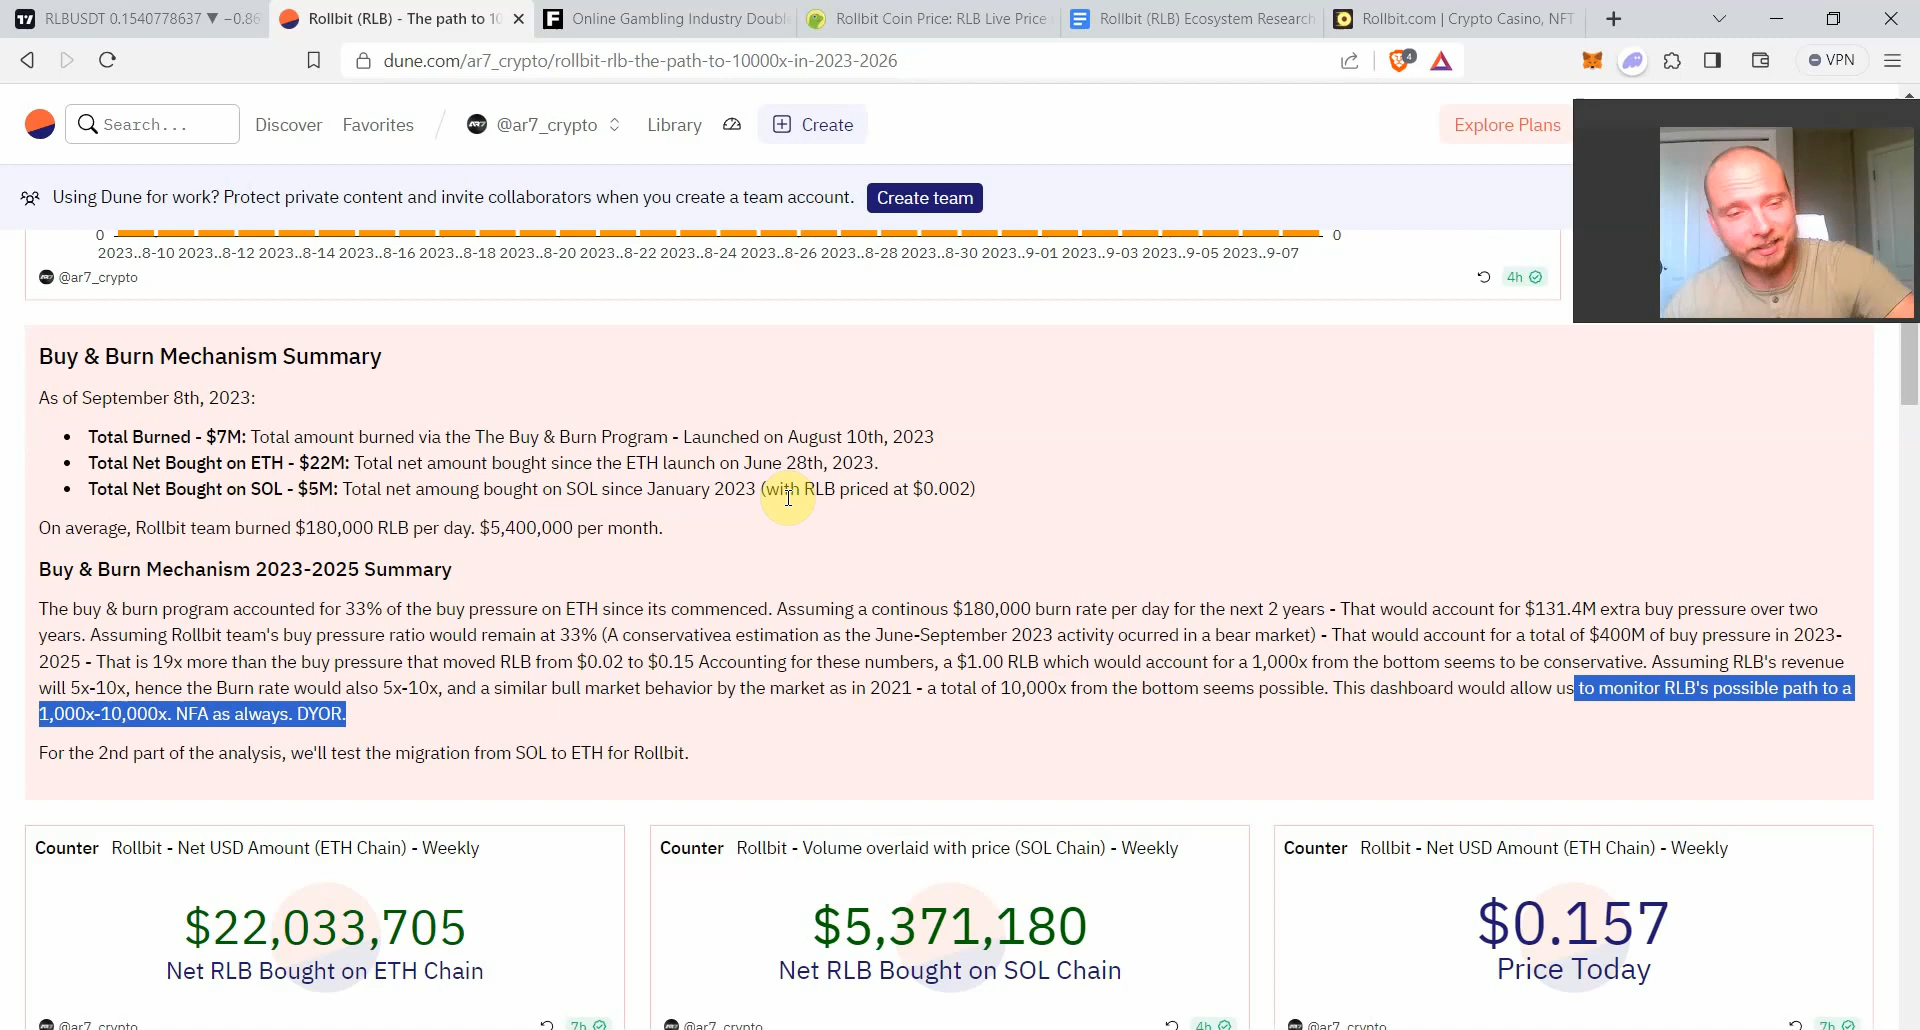 RLBUSDT 0.1540778637 ▼ −0.86
Rollbit (RLB) - The path to 10
Online Gambling Industry Doubl
Rollbit Coin Price: RLB Live Price
Rollbit (RLB) Ecosystem Research
Rollbit.com | Crypto Casino, NFT
dune.com/ar7_crypto/rollbit-rlb-the-path-to-10000x-in-2023-2026
4
VPN
Search...
Discover
Favorites
@ar7_crypto
Library
Create
Explore Plans
Using Dune for work? Protect private content and invite collaborators when you create a team account.
Create team
0
0
2023..8-10 2023..8-12 2023..8-14 2023..8-16 2023..8-18 2023..8-20 2023..8-22 2023..8-24 2023..8-26 2023..8-28 2023..8-30 2023..9-01 2023..9-03 2023..9-05 2023..9-07
@ar7_crypto
4h
Buy & Burn Mechanism Summary
As of September 8th, 2023:
• Total Burned - $7M: Total amount burned via the The Buy & Burn Program - Launched on August 10th, 2023
• Total Net Bought on ETH - $22M: Total net amount bought since the ETH launch on June 28th, 2023.
• Total Net Bought on SOL - $5M: Total net amoung bought on SOL since January 2023 (with RLB priced at $0.002)
On average, Rollbit team burned $180,000 RLB per day. $5,400,000 per month.
Buy & Burn Mechanism 2023-2025 Summary
The buy & burn program accounted for 33% of the buy pressure on ETH since its commenced. Assuming a continous $180,000 burn rate per day for the next 2 years - That would account for $131.4M extra buy pressure over two
years. Assuming Rollbit team's buy pressure ratio would remain at 33% (A conservativea estimation as the June-September 2023 activity ocurred in a bear market) - That would account for a total of $400M of buy pressure in 2023-
2025 - That is 19x more than the buy pressure that moved RLB from $0.02 to $0.15 Accounting for these numbers, a $1.00 RLB which would account for a 1,000x from the bottom seems to be conservative. Assuming RLB's revenue
will 5x-10x, hence the Burn rate would also 5x-10x, and a similar bull market behavior by the market as in 2021 - a total of 10,000x from the bottom seems possible. This dashboard would allow us to monitor RLB's possible path to a
1,000x-10,000x. NFA as always. DYOR.
For the 2nd part of the analysis, we'll test the migration from SOL to ETH for Rollbit.
Counter Rollbit - Net USD Amount (ETH Chain) - Weekly
$22,033,705
Net RLB Bought on ETH Chain
@ar7_crypto
7h
Counter Rollbit - Volume overlaid with price (SOL Chain) - Weekly
$5,371,180
Net RLB Bought on SOL Chain
@ar7_crypto
4h
Counter Rollbit - Net USD Amount (ETH Chain) - Weekly
$0.157
Price Today
@ar7_crypto
7h